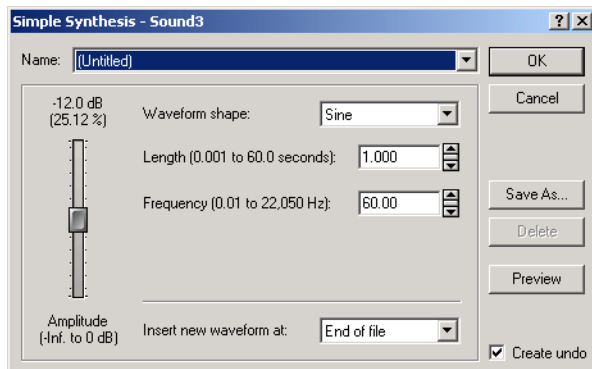 Simple Synthesis - Sound3
Name: (Untitled)
OK
Cancel
-12.0 dB
(25.12 %)
Waveform shape: Sine
Length (0.001 to 60.0 seconds): 1.000
Frequency (0.01 to 22,050 Hz): 60.00
Save As...
Delete
Preview
Amplitude
(-Inf. to 0 dB)
Insert new waveform at: End of file
Create undo